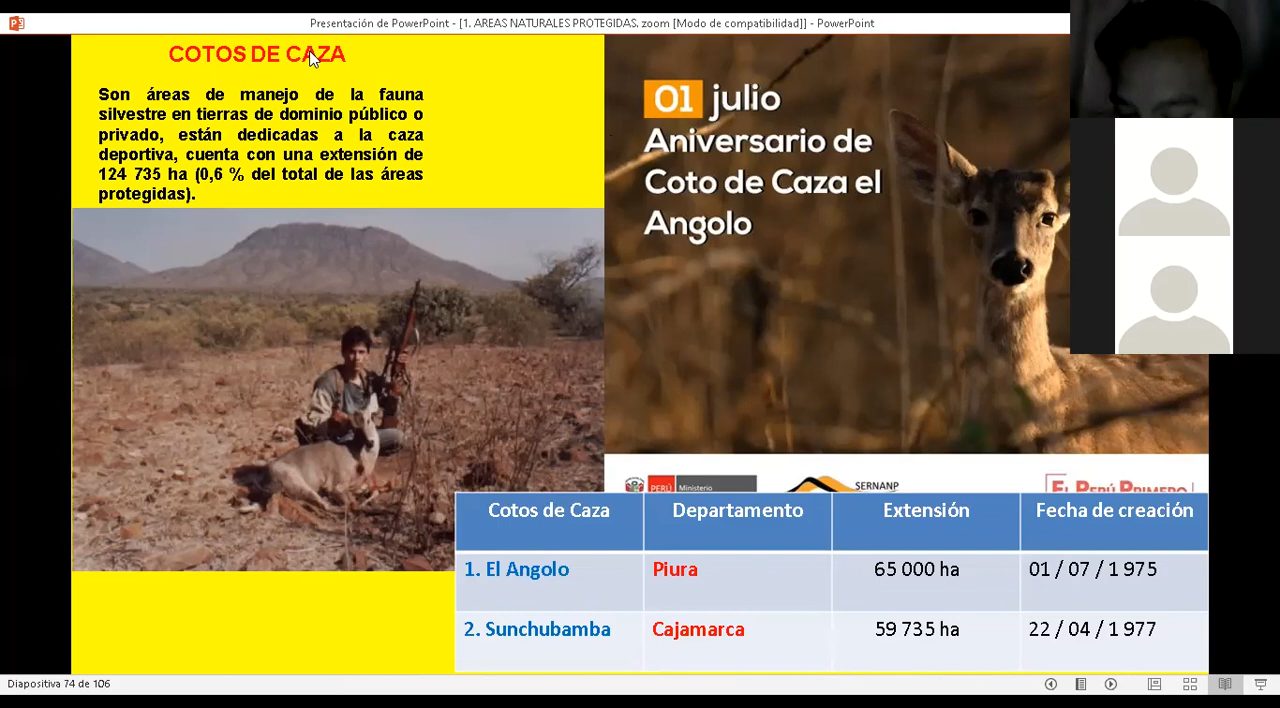 Presentación de PowerPoint - [1. AREAS NATURALES PROTEGIDAS. zoom [Modo de compatibilidad]] - PowerPoint
COTOS DE CAZA
Son áreas de manejo de la fauna
silvestre en tierras de dominio público o
privado, están dedicadas a la caza
deportiva, cuenta con una extensión de
124 735 ha (0,6 % del total de las áreas
protegidas).
01 julio
Aniversario de
Coto de Caza el
Angolo
PERÚ Ministerio
SERNANP
EL PERÚ PRIMERO
Cotos de Caza Departamento Extensión Fecha de creación
1. El Angolo Piura 65 000 ha 01 / 07 / 1 975
2. Sunchubamba Cajamarca 59 735 ha 22 / 04 / 1 977
Diapositiva 74 de 106